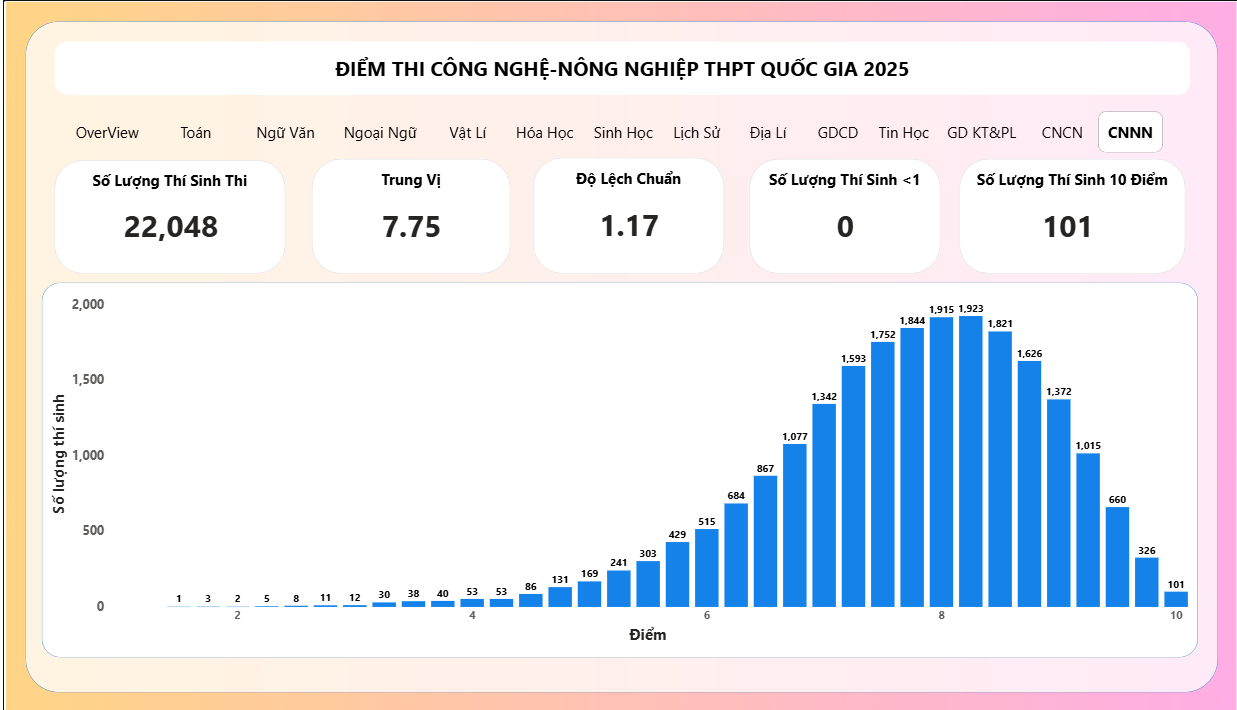 ĐIỂM THI CÔNG NGHỆ-NÔNG NGHIỆP THPT QUỐC GIA 2025
OverView Toán Ngữ Văn Ngoại Ngữ Vật Lí Hóa Học Sinh Học Lịch Sử Địa Lí GDCD Tin Học GD KT&PL CNCN CNNN
Số Lượng Thí Sinh Thi
22,048
Trung Vị
7.75
Độ Lệch Chuẩn
1.17
Số Lượng Thí Sinh <1
0
Số Lượng Thí Sinh 10 Điểm
101
Số lượng thí sinh
2,000
1,500
1,000
500
0
1 3 2 5 8 11 12 30 38 40 53 53 86 131 169 241 303 429 515 684 867 1,077 1,342 1,593 1,752 1,844 1,915 1,923 1,821 1,626 1,372 1,015 660 326 101
2 4 6 8 10
Điểm